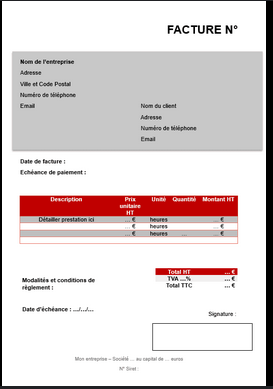 FACTURE N°
Nom de l'entreprise
Adresse
Ville et Code Postal
Numéro de téléphone
Email
Nom du client
Adresse
Numéro de téléphone
Email
Date de facture :
Echéance de paiement :
Description Prix unitaire HT Unité Quantité Montant HT
Détailler prestation ici ... € heures ... €
... € heures ... €
... € heures ... ... €
Total HT ... €
TVA ....% ... €
Total TTC ... €
Modalités et conditions de
règlement :
Date d'échéance : .../.../...
Signature :
Mon entreprise – Société ... au capital de ... euros
N° Siret :